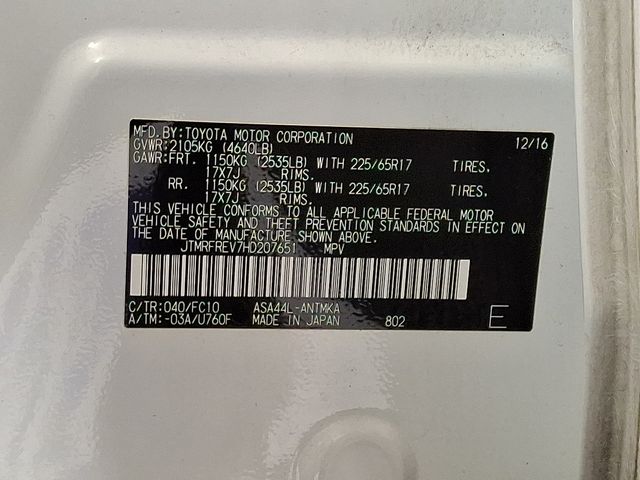 MFD.BY:TOYOTA MOTOR CORPORATION 12/16
GVWR:2105KG (4640LB)
GAWR:FRT. 1150KG (2535LB) WITH 225/65R17 TIRES.
17X7J RIMS.
RR. 1150KG (2535LB) WITH 225/65R17 TIRES.
17X7J RIMS.
THIS VEHICLE CONFORMS TO ALL APPLICABLE FEDERAL MOTOR
VEHICLE SAFETY AND THEFT PREVENTION STANDARDS IN EFFECT ON
THE DATE OF MANUFACTURE SHOWN ABOVE.
JTMRFREV7HD207651 MPV
C/TR:040/FC10 ASA44L-ANTMKA
A/TM:-03A/U760F MADE IN JAPAN 802 E